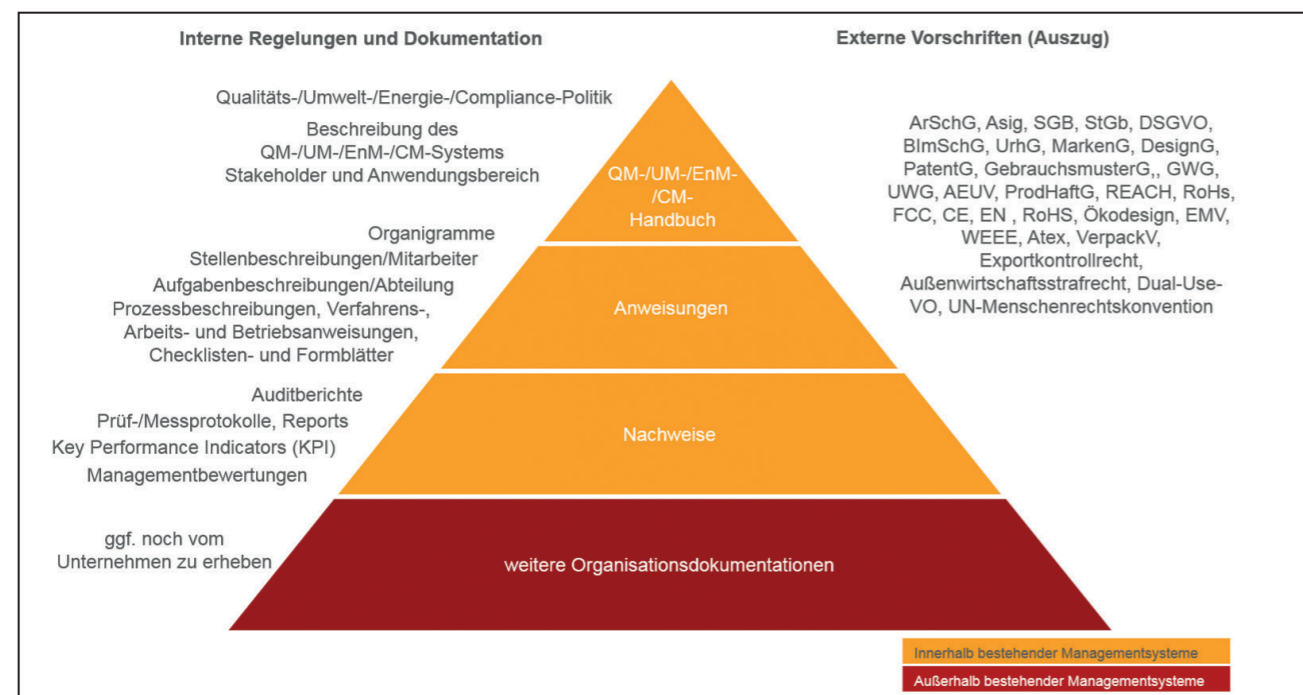 Interne Regelungen und Dokumentation
Externe Vorschriften (Auszug)
Qualitäts-/Umwelt-/Energie-/Compliance-Politik
Beschreibung des
QM-/UM-/EnM-/CM-Systems
Stakeholder und Anwendungsbereich
Organigramme
Stellenbeschreibungen/Mitarbeiter
Aufgabenbeschreibungen/Abteilung
Prozessbeschreibungen, Verfahrens-,
Arbeits- und Betriebsanweisungen,
Checklisten- und Formblätter
Auditberichte
Prüf-/Messprotokolle, Reports
Key Performance Indicators (KPI)
Managementbewertungen
ggf. noch vom
Unternehmen zu erheben
QM-/UM-/EnM-
/CM-
Handbuch
Anweisungen
Nachweise
weitere Organisationsdokumentationen
ArSchG, Asig, SGB, StGb, DSGVO,
BImSchG, UrhG, MarkenG, DesignG,
PatentG, GebrauchsmusterG,, GWG,
UWG, AEUV, ProdHaftG, REACH, RoHs,
FCC, CE, EN , RoHS, Ökodesign, EMV,
WEEE, Atex, VerpackV,
Exportkontrollrecht,
Außenwirtschaftsstrafrecht, Dual-Use-
VO, UN-Menschenrechtskonvention
Innerhalb bestehender Managementsysteme
Außerhalb bestehender Managementsysteme